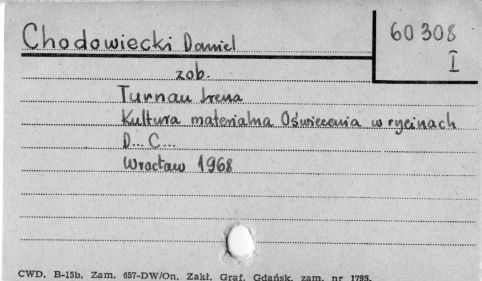 Chodowiecki Daniel
60 308
I
zob.
Turnau Irena
Kultura materialna Oświecenia w rycinach
D... C...
Wrocław 1968
CWD. B-15b. Zam. 657-DW/On. Zakł. Graf. Gdańsk, zam. nr 1795.